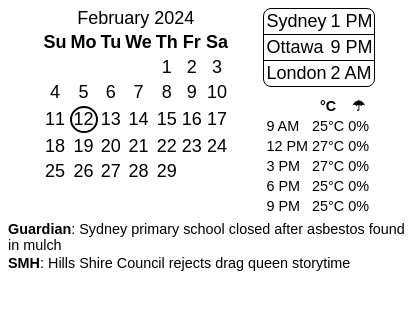 February 2024
Su Mo Tu We Th Fr Sa
1 2 3
4 5 6 7 8 9 10
11 12 13 14 15 16 17
18 19 20 21 22 23 24
25 26 27 28 29
Sydney 1 PM
Ottawa 9 PM
London 2 AM
°C ☂
9 AM 25°C 0%
12 PM 27°C 0%
3 PM 27°C 0%
6 PM 25°C 0%
9 PM 25°C 0%
Guardian: Sydney primary school closed after asbestos found
in mulch
SMH: Hills Shire Council rejects drag queen storytime